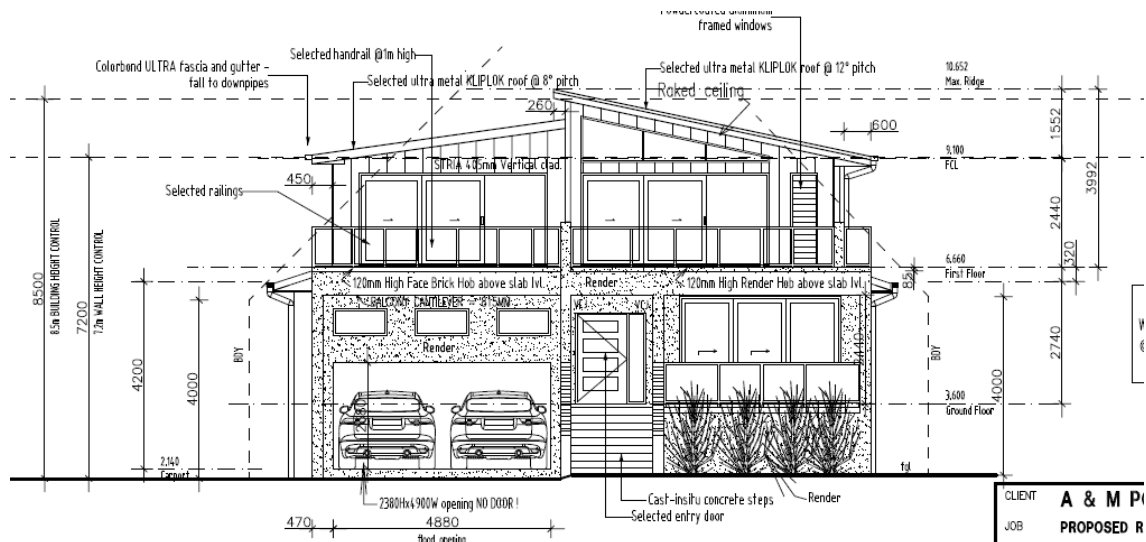 framed windows
Selected handrail @1m high
Colorbond ULTRA fascia and gutter -
fall to downpipes
Selected ultra metal KLIPLOK roof @ 8° pitch
Selected ultra metal KLIPLOK roof @ 12° pitch
10.652
Max. Ridge
Raked ceiling
260
600
1552
9,100
FCL
3992
STRIA 405mm Vertical clad.
450
Selected railings
2440
320
6,660
First Floor
85
8500
8.5m BUILDING HEIGHT CONTROL
7200
7.2m WALL HEIGHT CONTROL
120mm High Face Brick Hob above slab lvl.
Render
120mm High Render Hob above slab lvl.
BALCONY CANTILEVER
Render
BDY
BDY
4200
4000
2740
4000
3,600
Ground Floor
2,140
Carport
fgl
2380Hx4900W opening NO DOOR !
Cast-insitu concrete steps
Render
Selected entry door
470
4880
flood opening
CLIENT A & M
JOB PROPOSED